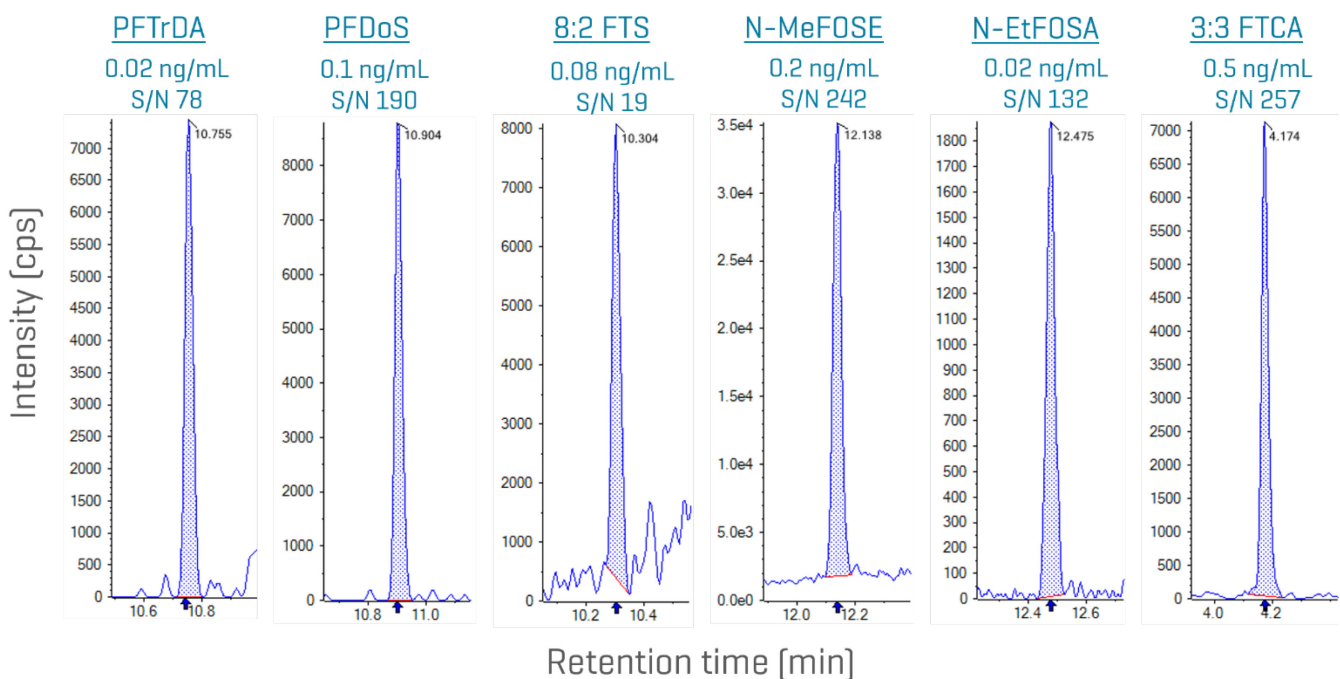 PFTrDA
0.02 ng/mL
S/N 78
PFDoS
0.1 ng/mL
S/N 190
8:2 FTS
0.08 ng/mL
S/N 19
N-MeFOSE
0.2 ng/mL
S/N 242
N-EtFOSA
0.02 ng/mL
S/N 132
3:3 FTCA
0.5 ng/mL
S/N 257
Intensity (cps)
10.755
7000
6500
6000
5500
5000
4500
4000
3500
3000
2500
2000
1500
1000
500
0
10.6 10.8
10.904
8000
7000
6000
5000
4000
3000
2000
1000
0
10.8 11.0
10.304
8000
7000
6000
5000
4000
3000
2000
1000
0
10.2 10.4
12.138
3.5e4
3.0e4
2.5e4
2.0e4
1.5e4
1.0e4
5.0e3
0.0e0
12.0 12.2
12.475
1800
1700
1600
1500
1400
1300
1200
1100
1000
900
800
700
600
500
400
300
200
100
0
12.4 12.6
4.174
7000
6500
6000
5500
5000
4500
4000
3500
3000
2500
2000
1500
1000
500
0
4.0 4.2
Retention time (min)